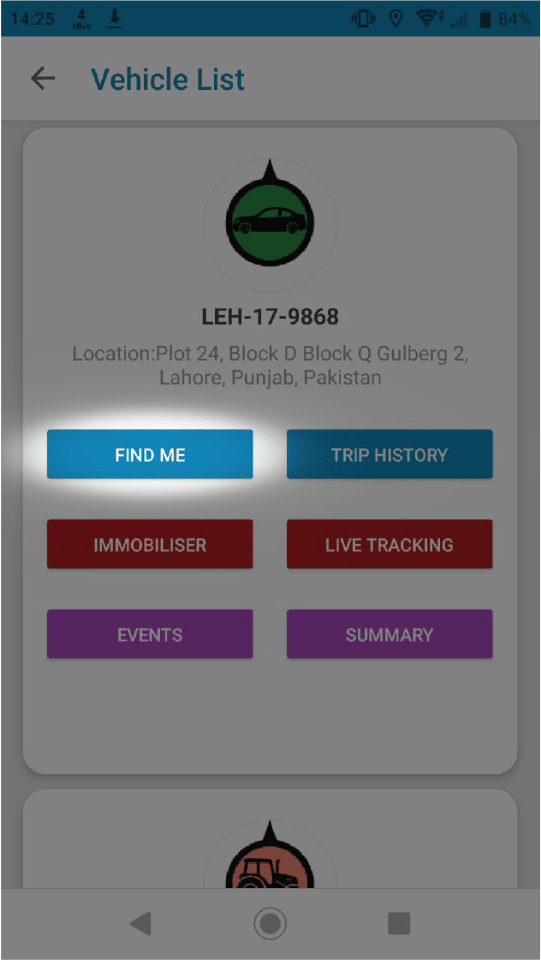 14:25 4 kB/s 84%
Vehicle List
LEH-17-9868
Location:Plot 24, Block D Block Q Gulberg 2,
Lahore, Punjab, Pakistan
FIND ME TRIP HISTORY
IMMOBILISER LIVE TRACKING
EVENTS SUMMARY